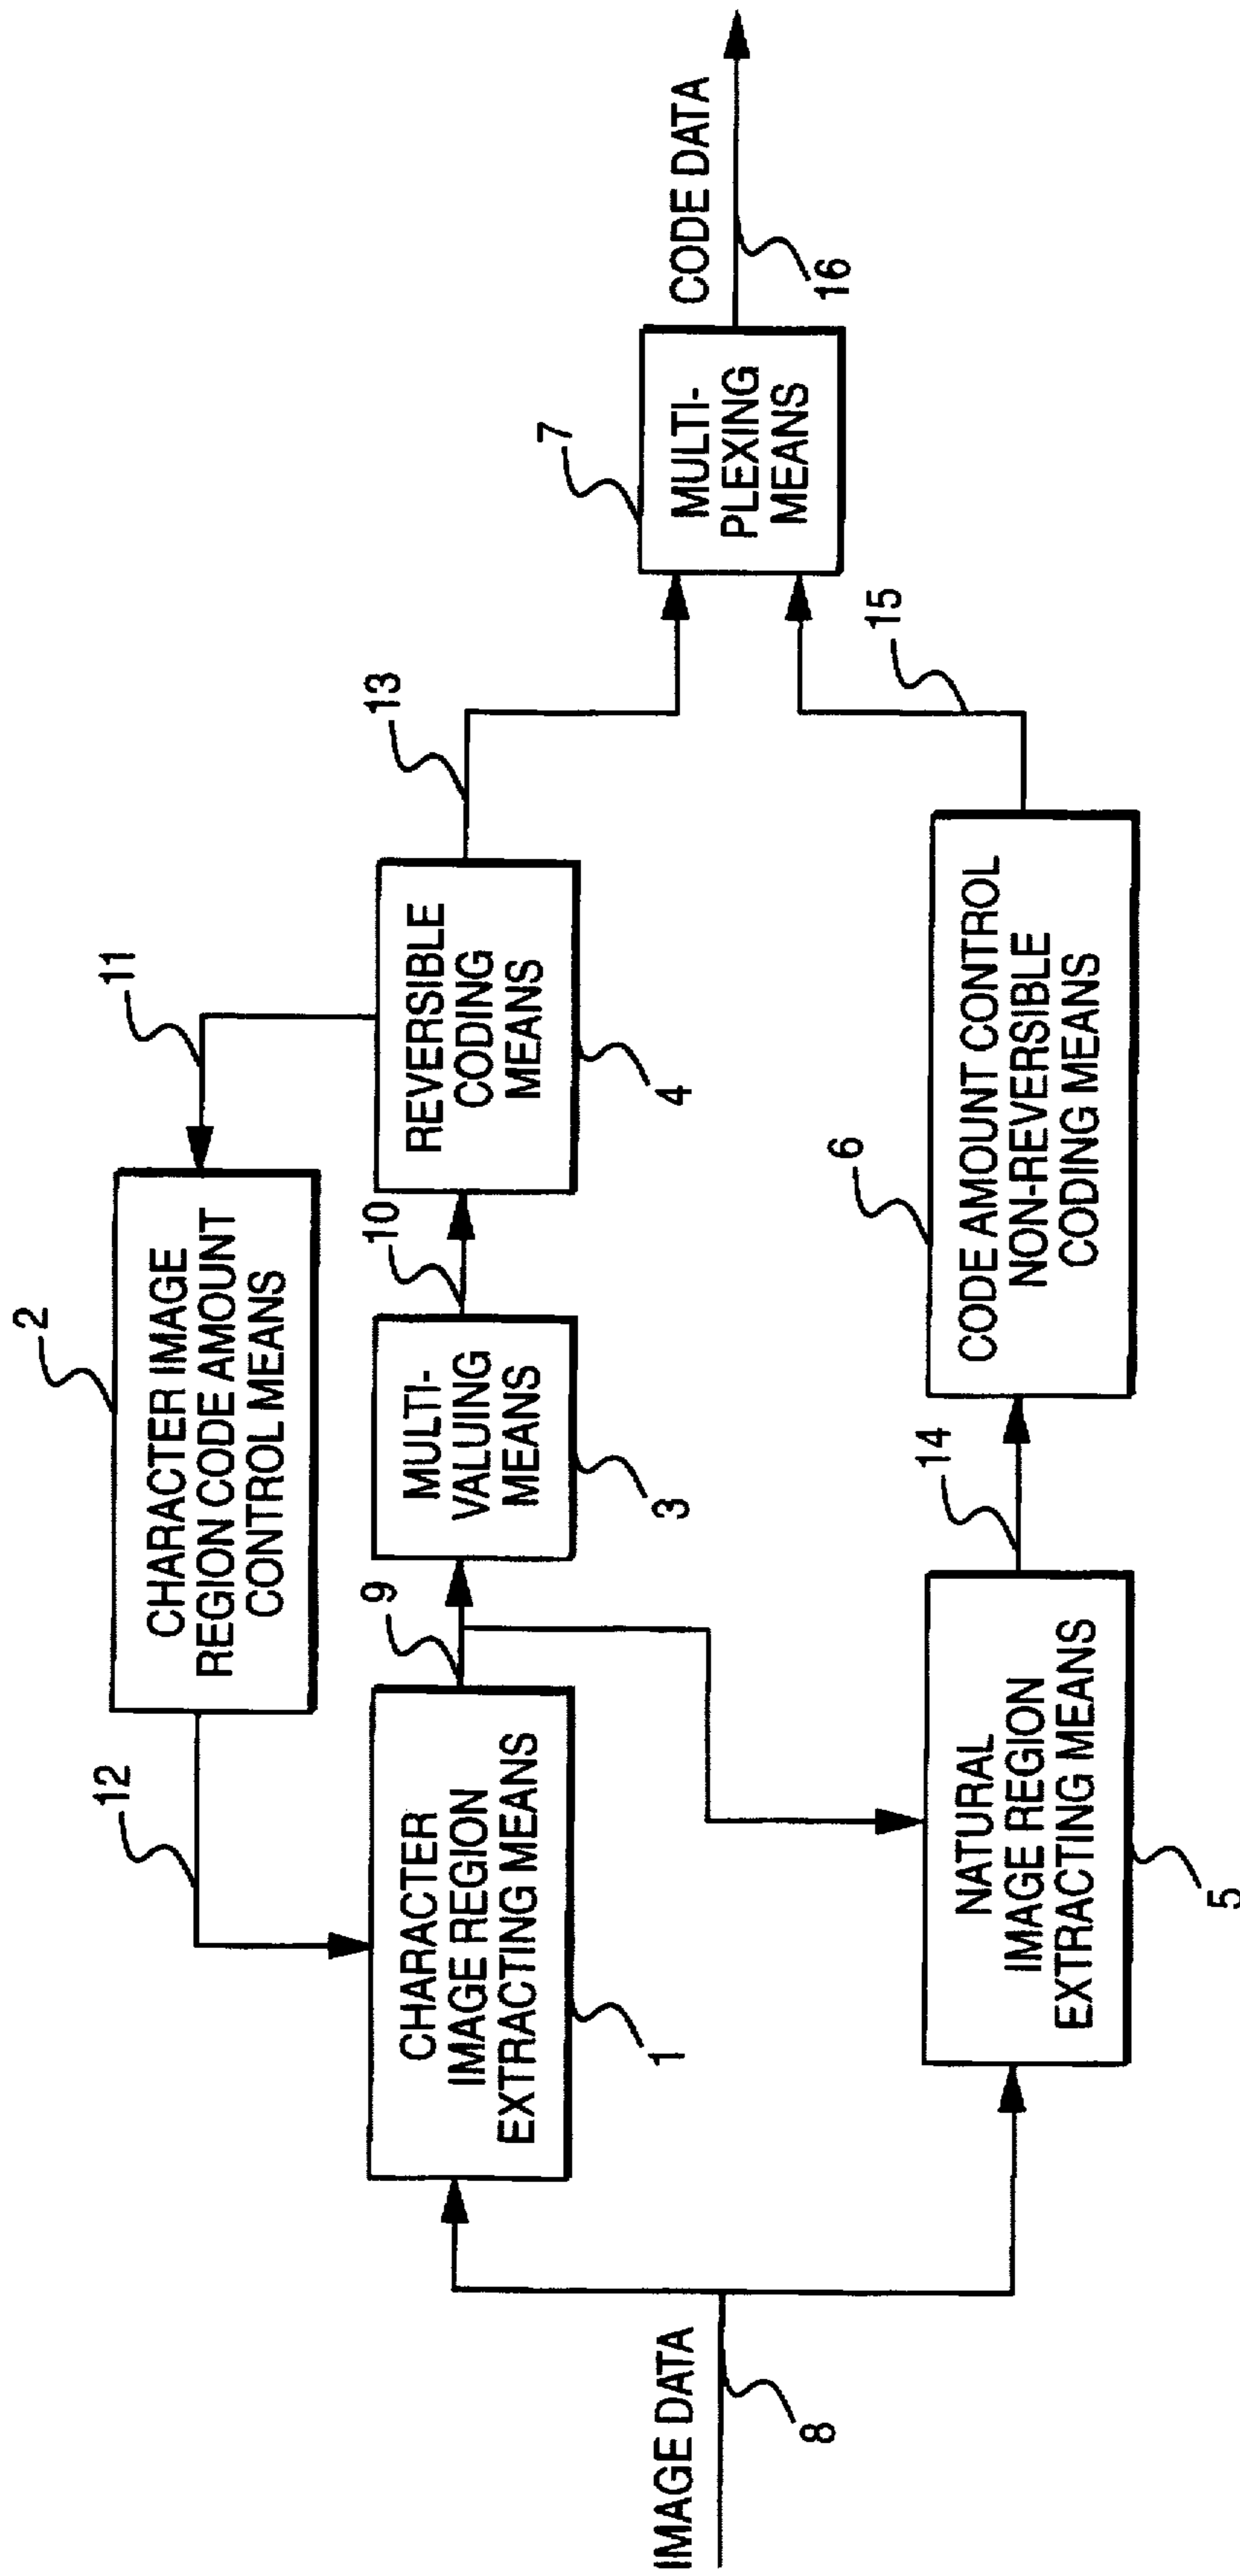 2
CHARACTER IMAGE
REGION CODE AMOUNT
CONTROL MEANS
11
12
CHARACTER
IMAGE REGION
EXTRACTING MEANS
1
9
MULTI-
VALUING
MEANS
3
10
REVERSIBLE
CODING
MEANS
4
13
IMAGE DATA
8
7
MULTI-
PLEXING
MEANS
CODE DATA
16
NATURAL
IMAGE REGION
EXTRACTING MEANS
5
14
6
CODE AMOUNT CONTROL
NON-REVERSIBLE
CODING MEANS
15